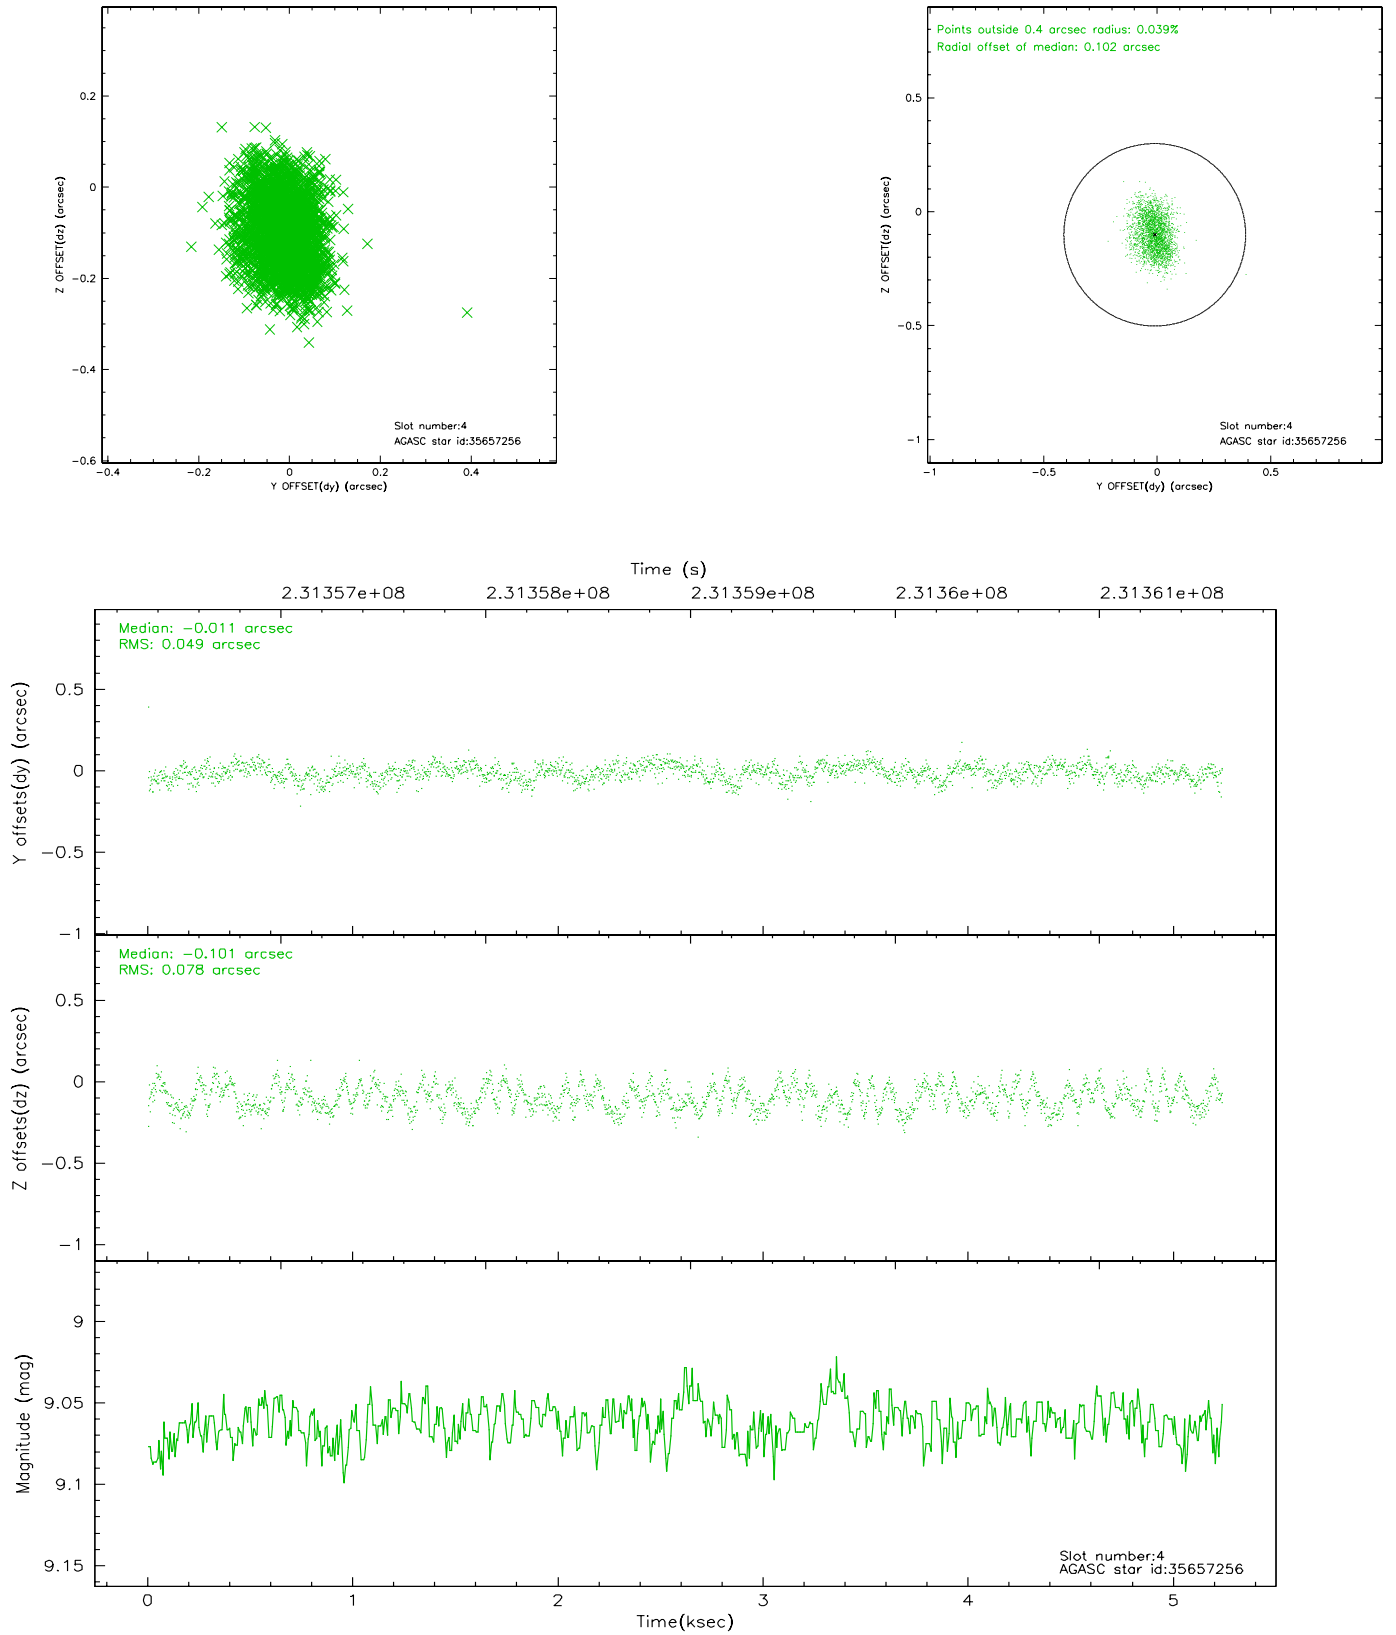 0.2
0
-0.2
-0.4
-0.6
Z OFFSET(dz) (arcsec)
Slot number:4
AGASC star id:35657256
-0.4
-0.2
0
0.2
0.4
Y OFFSET(dy) (arcsec)
Points outside 0.4 arcsec radius: 0.039%
Radial offset of median: 0.102 arcsec
0.5
0
-0.5
-1
Z OFFSET(dz) (arcsec)
Slot number:4
AGASC star id:35657256
-1
-0.5
0
0.5
Y OFFSET(dy) (arcsec)
Time (s)
2.31357e+08
2.31358e+08
2.31359e+08
2.3136e+08
2.31361e+08
Median: -0.011 arcsec
RMS: 0.049 arcsec
0.5
0
-0.5
-1
Y offsets(dy) (arcsec)
Median: -0.101 arcsec
RMS: 0.078 arcsec
0.5
0
-0.5
-1
Z offsets(dz) (arcsec)
9
9.05
9.1
9.15
Magnitude (mag)
Slot number:4
AGASC star id:35657256
0
1
2
3
4
5
Time(ksec)